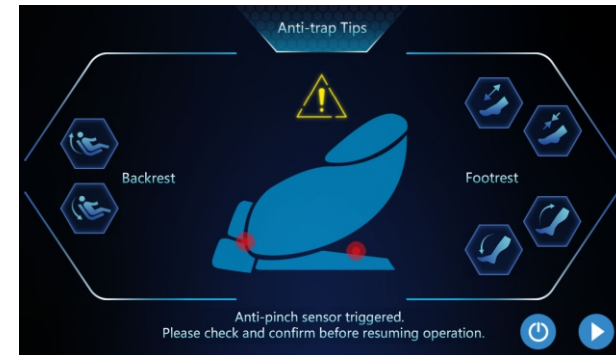 Anti-trap Tips
Backrest
Footrest
Anti-pinch sensor triggered.
Please check and confirm before resuming operation.